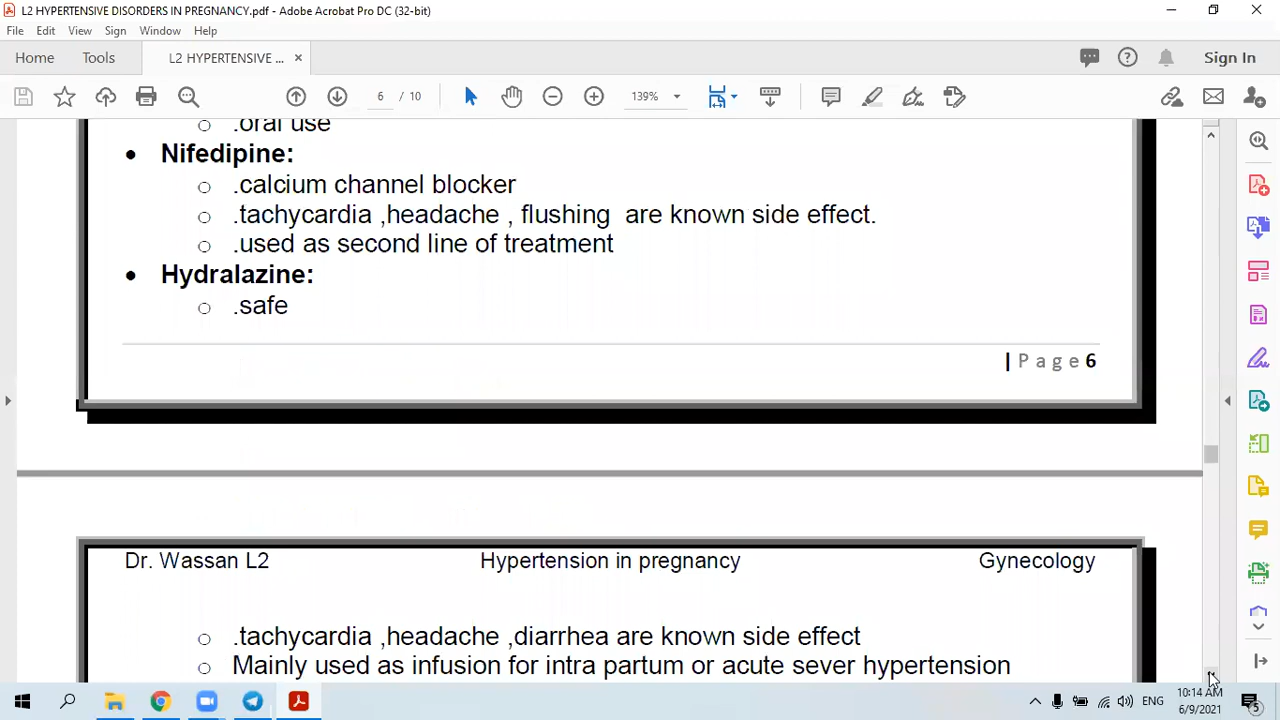 L2 HYPERTENSIVE DISORDERS IN PREGNANCY.pdf - Adobe Acrobat Pro DC (32-bit)
File Edit View Sign Window Help
Home Tools L2 HYPERTENSIVE ... × Sign In
6 / 10 139%
.oral use
Nifedipine:
.calcium channel blocker
.tachycardia ,headache , flushing are known side effect.
.used as second line of treatment
Hydralazine:
.safe
| P a g e 6
Dr. Wassan L2 Hypertension in pregnancy Gynecology
.tachycardia ,headache ,diarrhea are known side effect
Mainly used as infusion for intra partum or acute sever hypertension
ENG 10:14 AM
6/9/2021 5